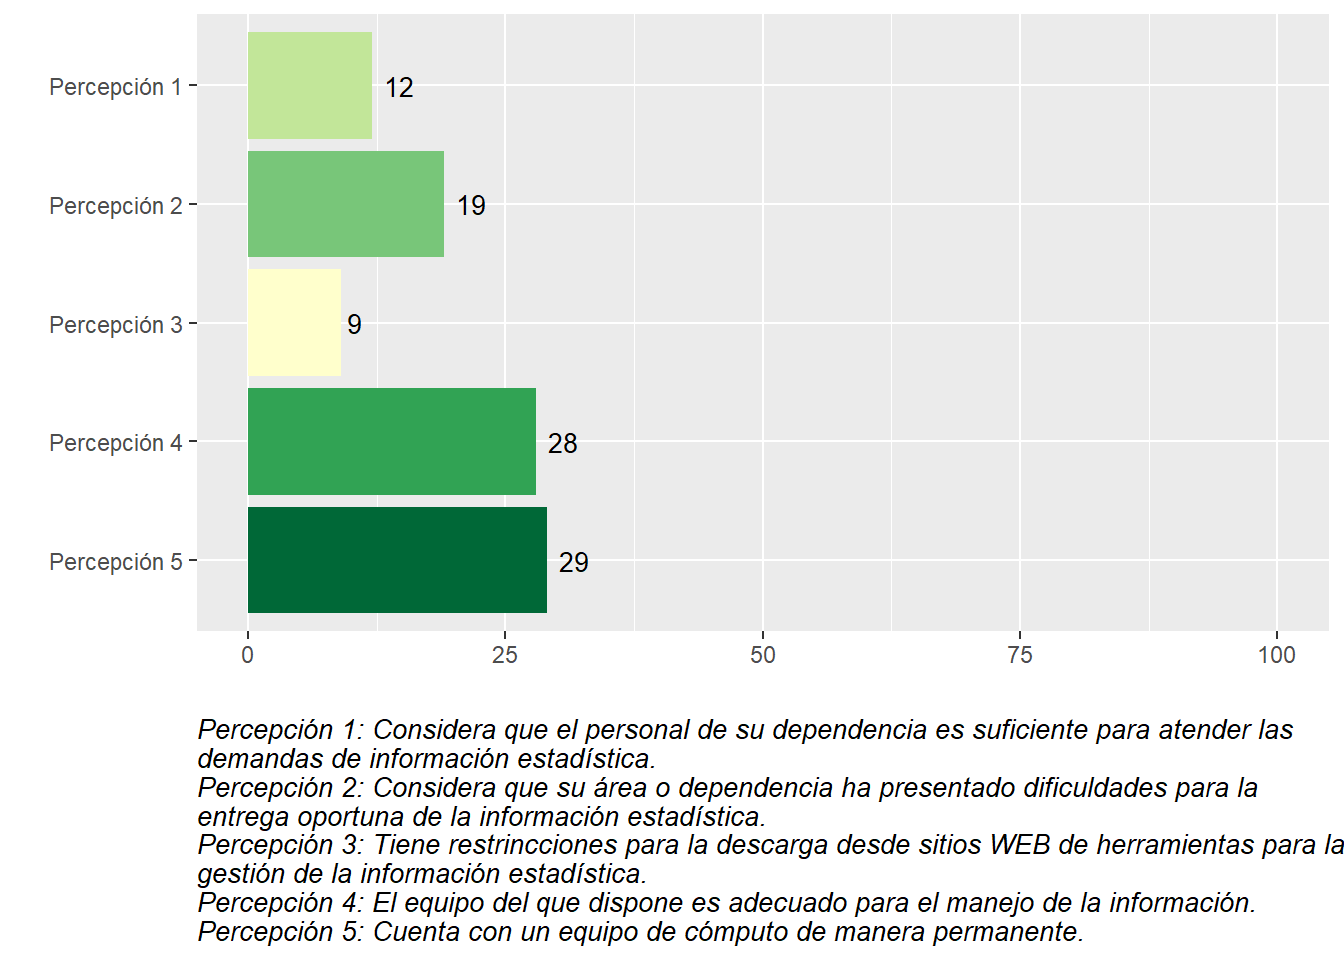 Percepción 1
12
Percepción 2
19
Percepción 3
9
Percepción 4
28
Percepción 5
29
0 25 50 75 100
Percepción 1: Considera que el personal de su dependencia es suficiente para atender las
demandas de información estadística.
Percepción 2: Considera que su área o dependencia ha presentado dificuldades para la
entrega oportuna de la información estadística.
Percepción 3: Tiene restrincciones para la descarga desde sitios WEB de herramientas para la
gestión de la información estadística.
Percepción 4: El equipo del que dispone es adecuado para el manejo de la información.
Percepción 5: Cuenta con un equipo de cómputo de manera permanente.